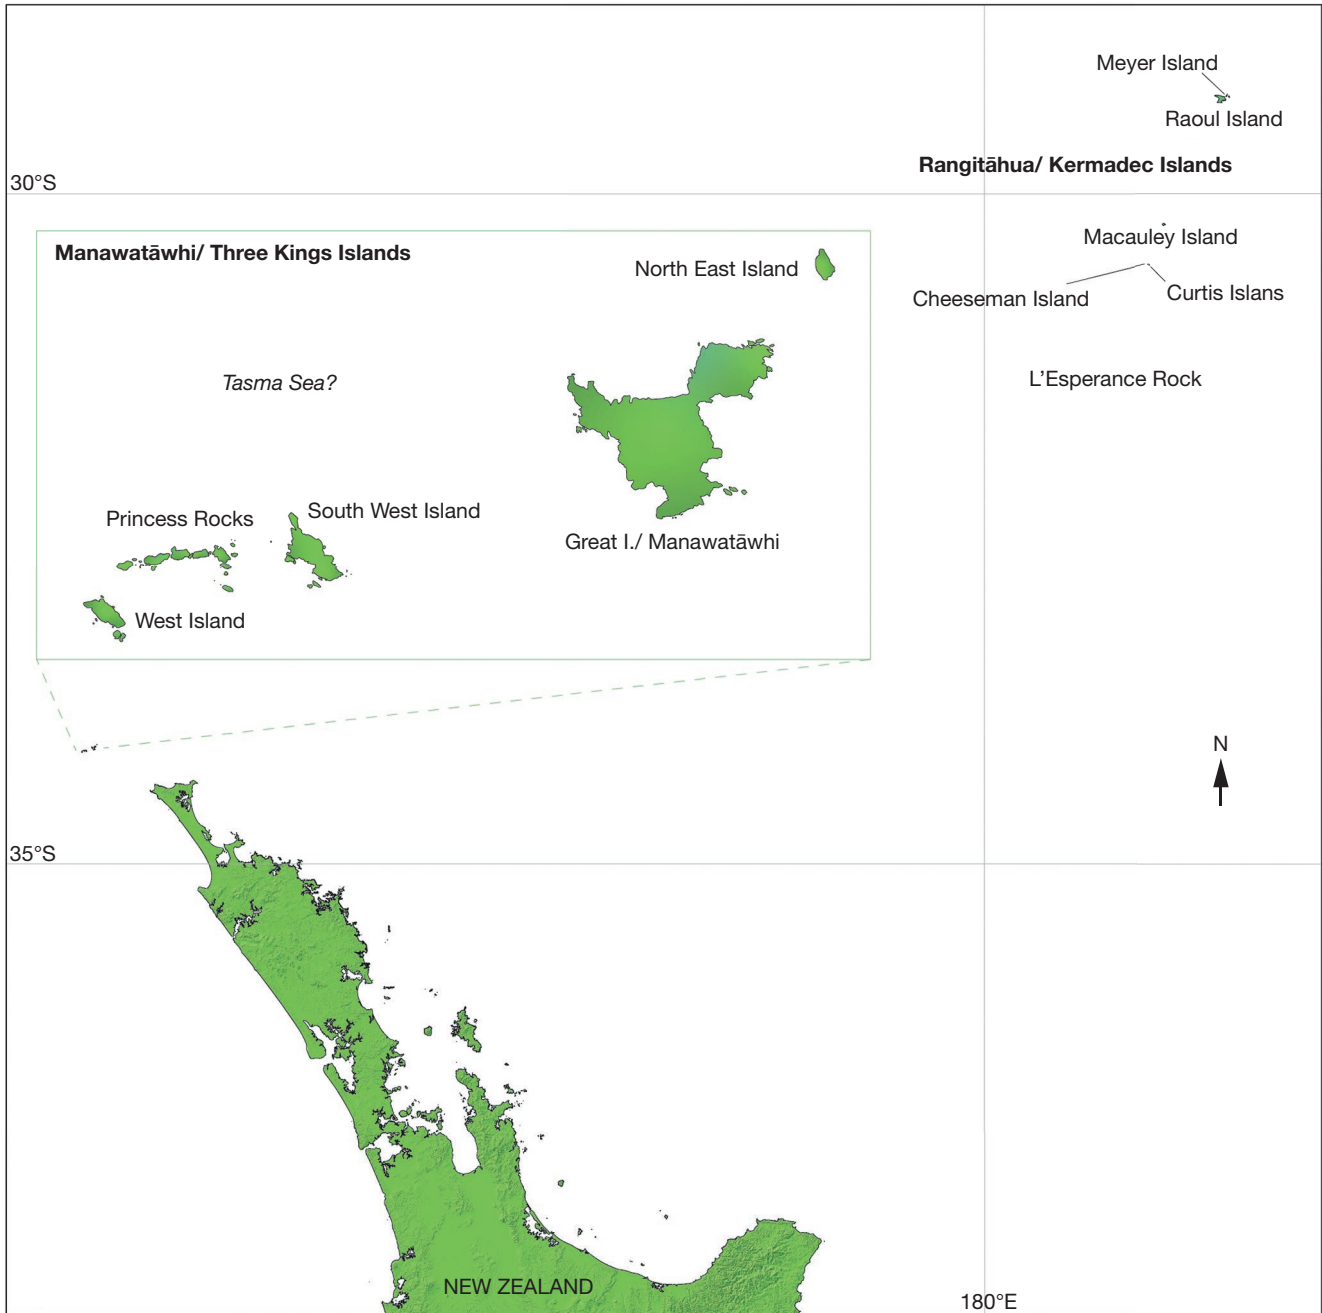 Meyer Island
Raoul Island
Rangitāhua/ Kermadec Islands
30°S
Manawatāwhi/ Three Kings Islands
North East Island
Macauley Island
Cheeseman Island
Curtis Islans
Tasma Sea?
L’Esperance Rock
Princess Rocks
South West Island
Great I./ Manawatāwhi
West Island
N
35°S
NEW ZEALAND
180°E